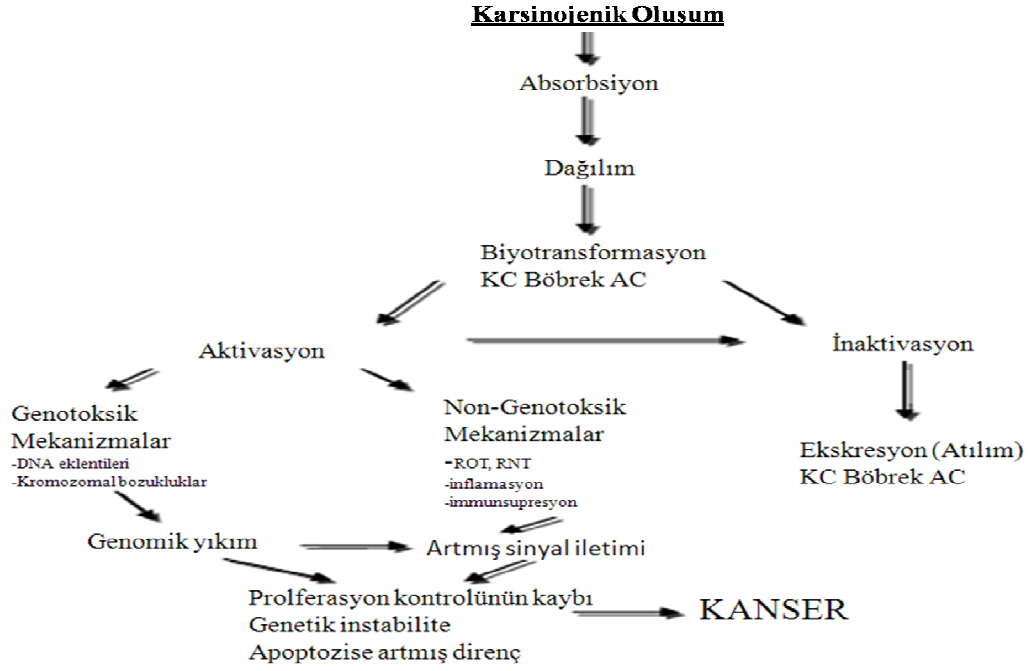 Karsinojenik Oluşum
Absorbsiyon
Dağılım
Biyotransformasyon
KC Böbrek AC
Aktivasyon
İnaktivasyon
Genotoksik
Mekanizmalar
-DNA eklentileri
-Kromozomal bozukluklar
Non-Genotoksik
Mekanizmalar
-ROT, RNT
-inflamasyon
-immunsupresyon
Ekskresyon (Atılım)
KC Böbrek AC
Genomik yıkım
Artmış sinyal iletimi
Prolferasyon kontrolünün kaybı
Genetik instabilite
Apoptozise artmış direnç
KANSER